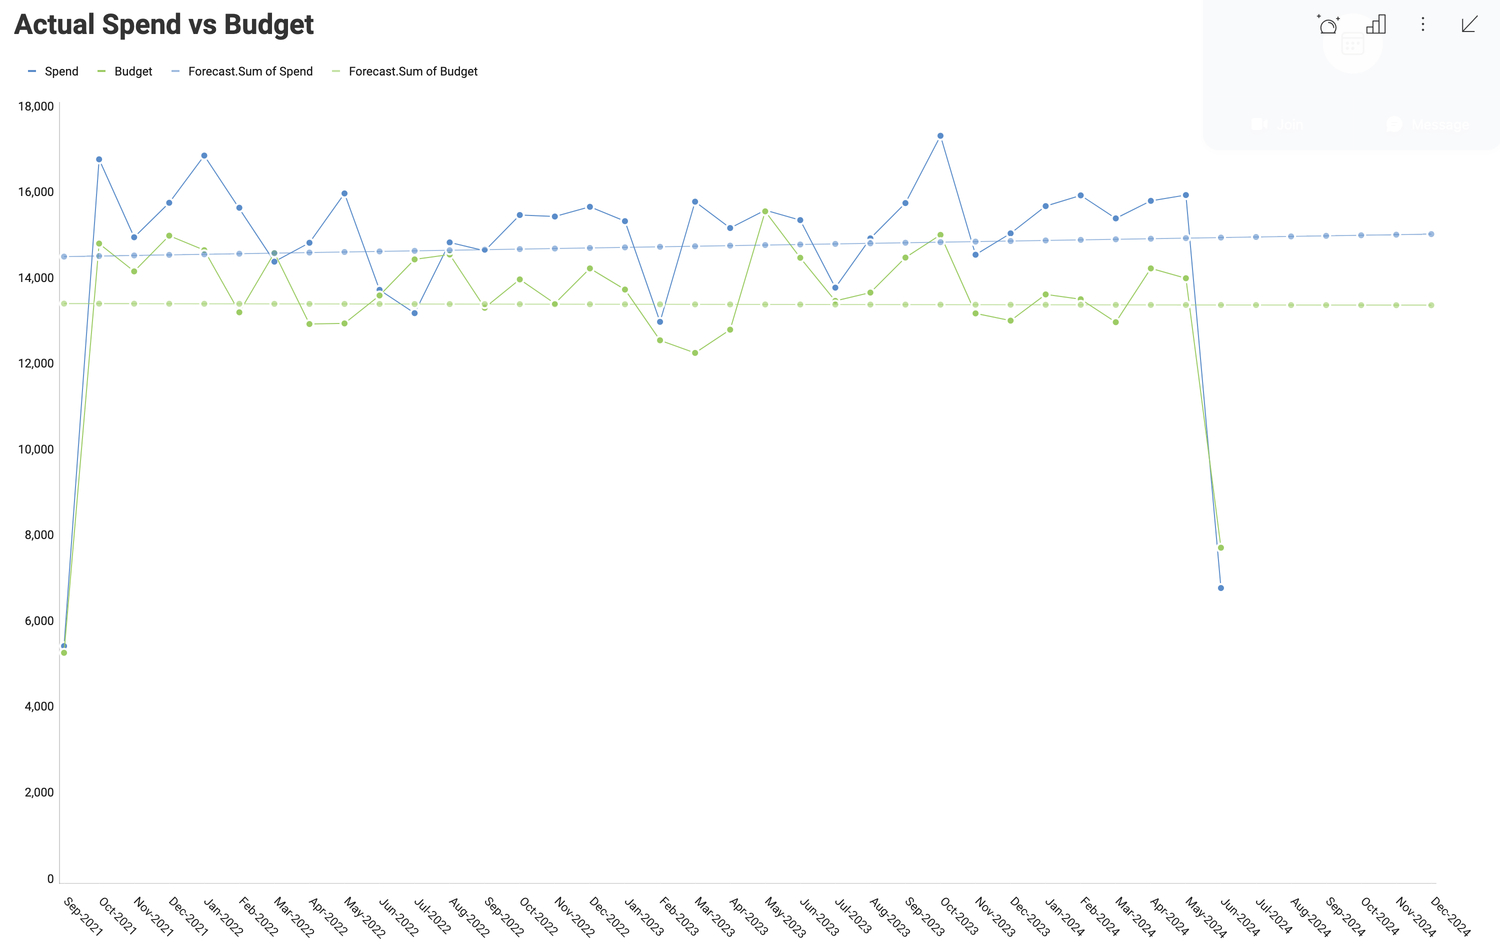 Actual Spend vs Budget
Spend Budget Forecast.Sum of Spend Forecast.Sum of Budget
Join Message
18,000
16,000
14,000
12,000
10,000
8,000
6,000
4,000
2,000
0
Sep-2021 Oct-2021 Nov-2021 Dec-2021 Jan-2022 Feb-2022 Mar-2022 Apr-2022 May-2022 Jun-2022 Jul-2022 Aug-2022 Sep-2022 Oct-2022 Nov-2022 Dec-2022 Jan-2023 Feb-2023 Mar-2023 Apr-2023 May-2023 Jun-2023 Jul-2023 Aug-2023 Sep-2023 Oct-2023 Nov-2023 Dec-2023 Jan-2024 Feb-2024 Mar-2024 Apr-2024 May-2024 Jun-2024 Jul-2024 Aug-2024 Sep-2024 Oct-2024 Nov-2024 Dec-2024